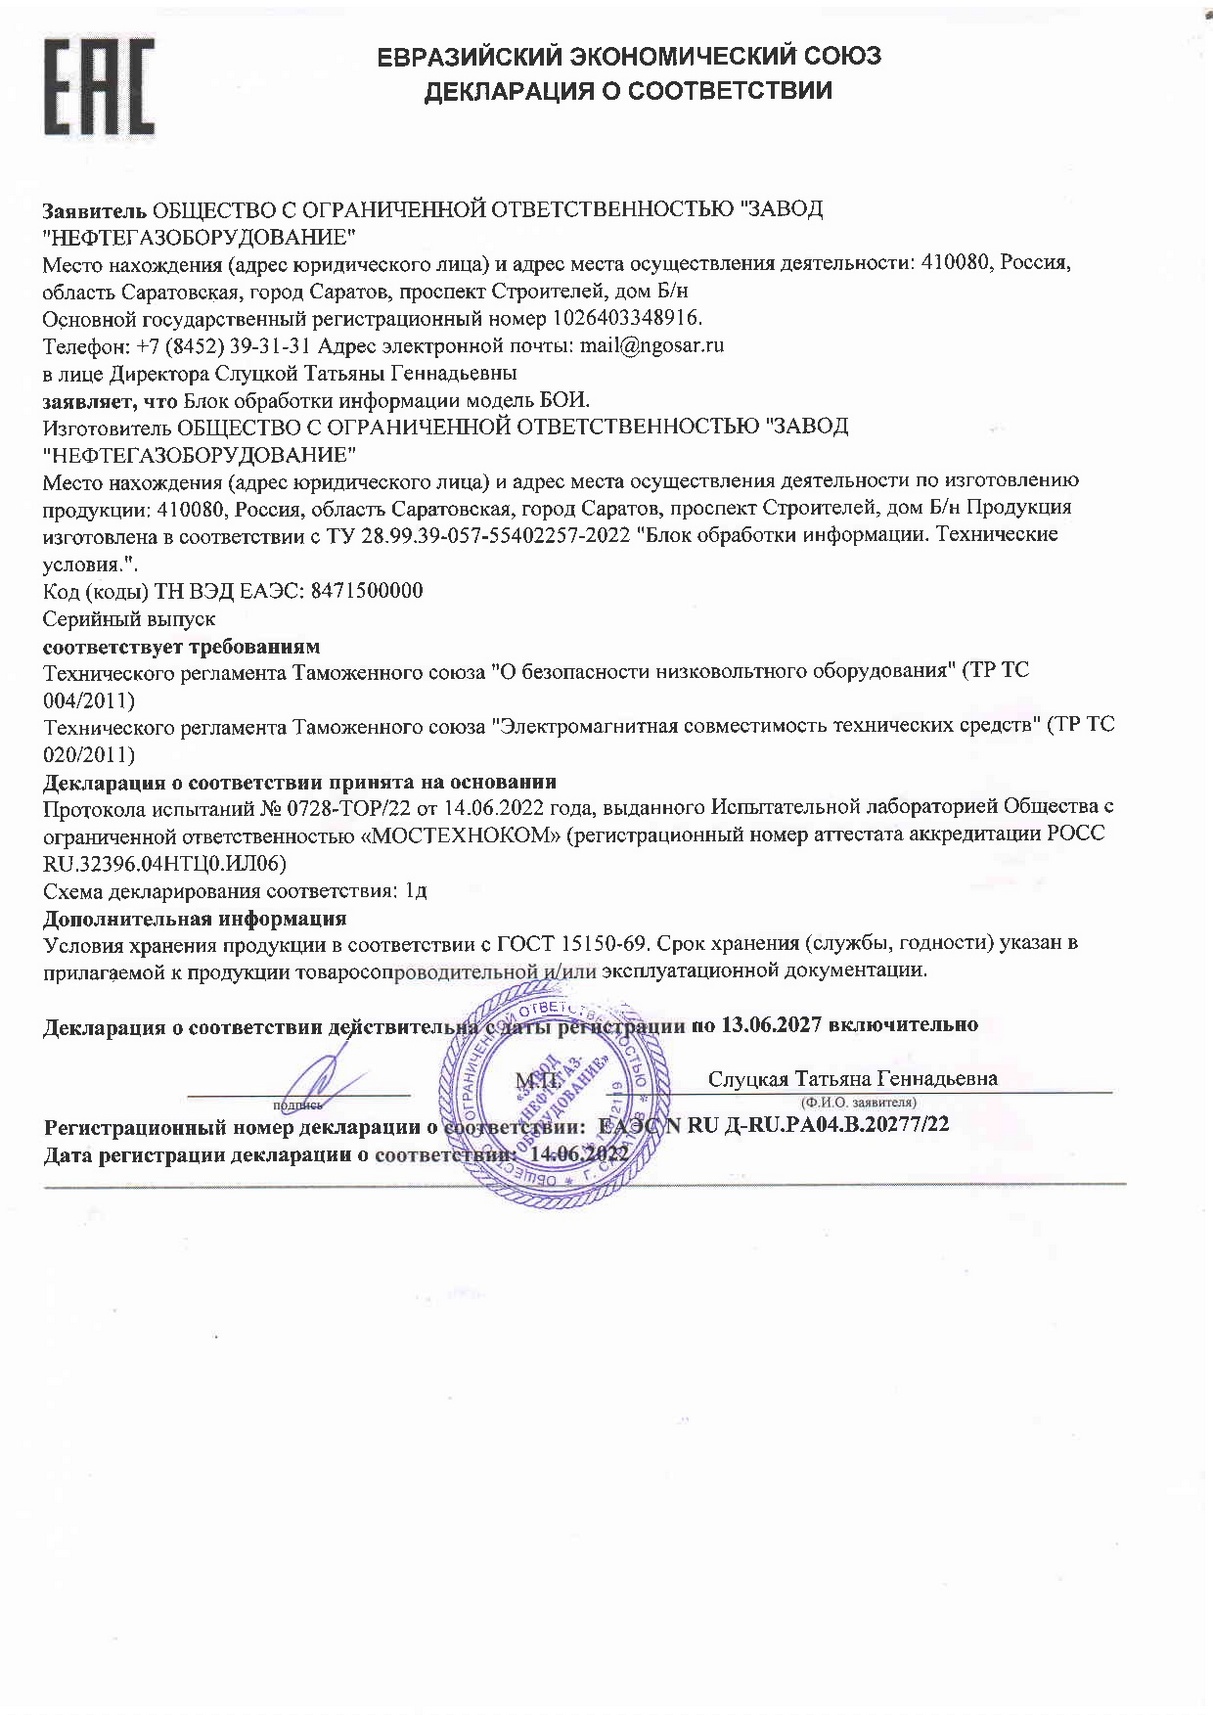 ЕАС
ЕВРАЗИЙСКИЙ ЭКОНОМИЧЕСКИЙ СОЮЗ
ДЕКЛАРАЦИЯ О СООТВЕТСТВИИ
Заявитель ОБЩЕСТВО С ОГРАНИЧЕННОЙ ОТВЕТСТВЕННОСТЬЮ "ЗАВОД
"НЕФТЕГАЗОБОРУДОВАНИЕ"
Место нахождения (адрес юридического лица) и адрес места осуществления деятельности: 410080, Россия,
область Саратовская, город Саратов, проспект Строителей, дом Б/н
Основной государственный регистрационный номер 1026403348916.
Телефон: +7 (8452) 39-31-31 Адрес электронной почты: mail@ngosar.ru
в лице Директора Слуцкой Татьяны Геннадьевны
заявляет, что Блок обработки информации модель БОИ.
Изготовитель ОБЩЕСТВО С ОГРАНИЧЕННОЙ ОТВЕТСТВЕННОСТЬЮ "ЗАВОД
"НЕФТЕГАЗОБОРУДОВАНИЕ"
Место нахождения (адрес юридического лица) и адрес места осуществления деятельности по изготовлению
продукции: 410080, Россия, область Саратовская, город Саратов, проспект Строителей, дом Б/н Продукция
изготовлена в соответствии с ТУ 28.99.39-057-55402257-2022 "Блок обработки информации. Технические
условия.".
Код (коды) ТН ВЭД ЕАЭС: 8471500000
Серийный выпуск
соответствует требованиям
Технического регламента Таможенного союза "О безопасности низковольтного оборудования" (ТР ТС
004/2011)
Технического регламента Таможенного союза "Электромагнитная совместимость технических средств" (ТР ТС
020/2011)
Декларация о соответствии принята на основании
Протокола испытаний № 0728-ТОР/22 от 14.06.2022 года, выданного Испытательной лабораторией Общества с
ограниченной ответственностью «МОСТЕХНОКОМ» (регистрационный номер аттестата аккредитации РОСС
RU.32396.04НТЦ0.ИЛ06)
Схема декларирования соответствия: 1д
Дополнительная информация
Условия хранения продукции в соответствии с ГОСТ 15150-69. Срок хранения (службы, годности) указан в
прилагаемой к продукции товаросопроводительной и/или эксплуатационной документации.
Декларация о соответствии действительна с даты регистрации по 13.06.2027 включительно
М.П. Слуцкая Татьяна Геннадьевна
подпись (Ф.И.О. заявителя)
Регистрационный номер декларации о соответствии: ЕАЭС N RU Д-RU.РА04.В.20277/22
Дата регистрации декларации о соответствии: 14.06.2022
ОБЩЕСТВО С ОГРАНИЧЕННОЙ ОТВЕТСТВЕННОСТЬЮ * Г. САРАТОВ *
«ЗАВОД
«НЕФТЕГАЗ-
ОБОРУДОВАНИЕ»